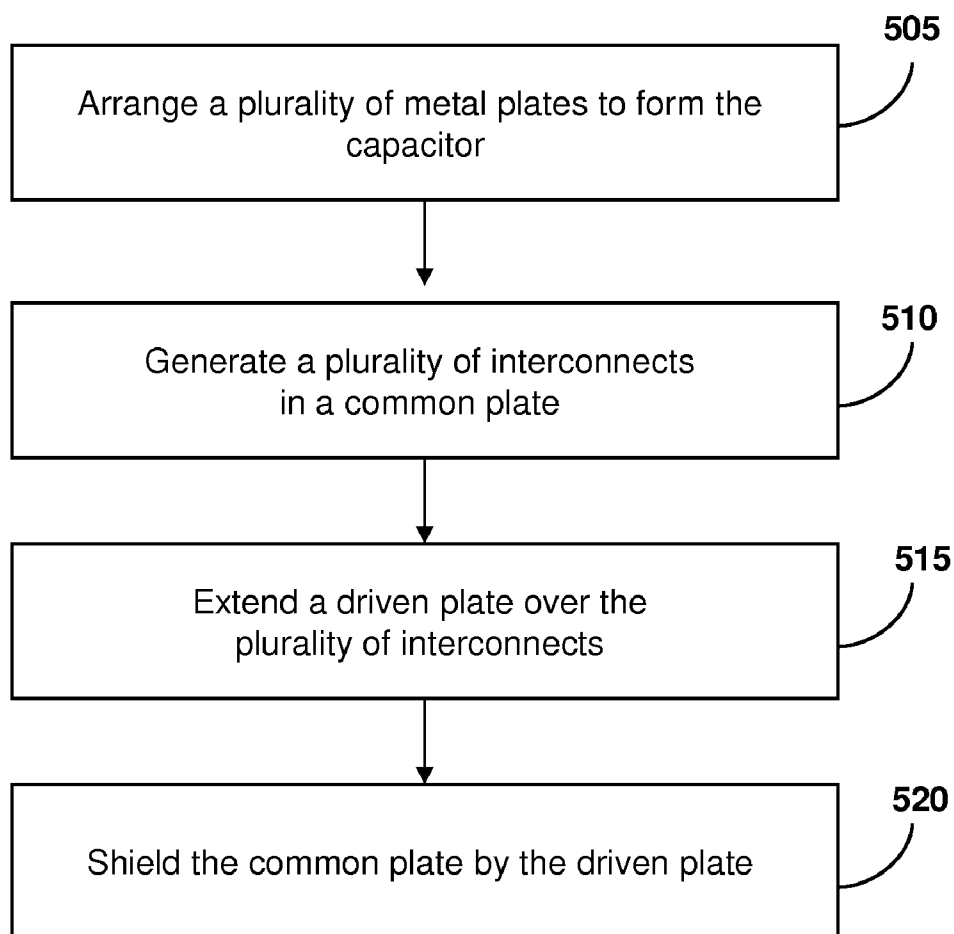 505
Arrange a plurality of metal plates to form the
capacitor
510
Generate a plurality of interconnects
in a common plate
515
Extend a driven plate over the
plurality of interconnects
520
Shield the common plate by the driven plate